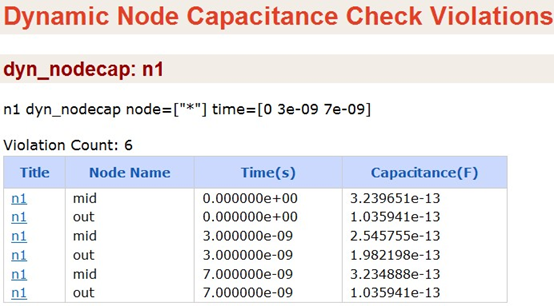 Dynamic Node Capacitance Check Violations
dyn_nodecap: n1
n1 dyn_nodecap node=["*"] time=[0 3e-09 7e-09]
Violation Count: 6
Title Node Name Time(s) Capacitance(F)
n1 mid 0.000000e+00 3.239651e-13
n1 out 0.000000e+00 1.035941e-13
n1 mid 3.000000e-09 2.545755e-13
n1 out 3.000000e-09 1.982198e-13
n1 mid 7.000000e-09 3.234888e-13
n1 out 7.000000e-09 1.035941e-13